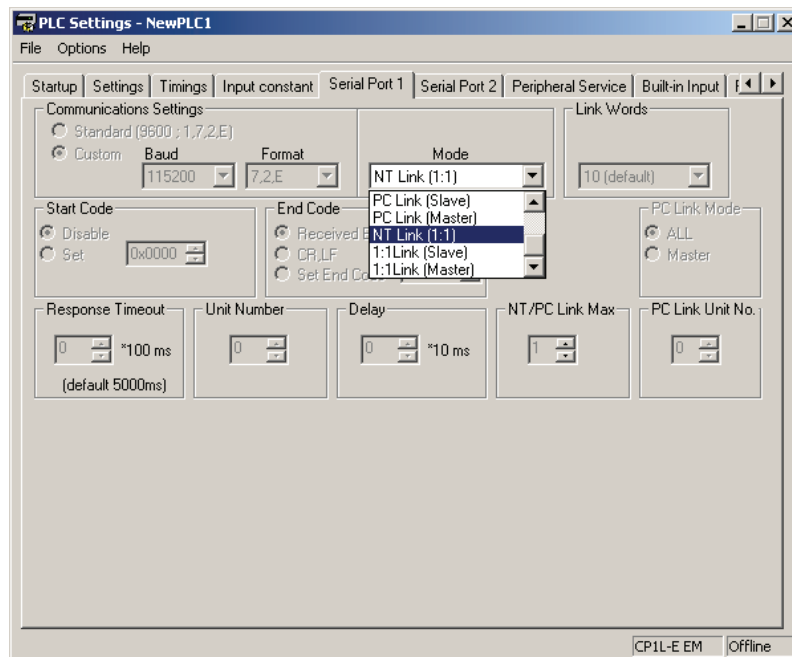 PLC Settings - NewPLC1
File Options Help
Startup Settings Timings Input constant Serial Port 1 Serial Port 2 Peripheral Service Built-in Input
Communications Settings
Link Words
Standard (9600 ; 1,7,2,E)
Custom Baud Format Mode
115200 7,2,E NT Link (1:1) 10 (default)
PC Link (Slave)
PC Link (Master)
NT Link (1:1)
1:1Link (Slave)
1:1Link (Master)
Start Code End Code PC Link Mode
Disable Received ALL
Set 0x0000 CR,LF Master
Set End
Response Timeout Unit Number Delay NT/PC Link Max PC Link Unit No.
0 *100 ms 0 0 *10 ms 1 0
(default 5000ms)
CP1L-E EM Offline